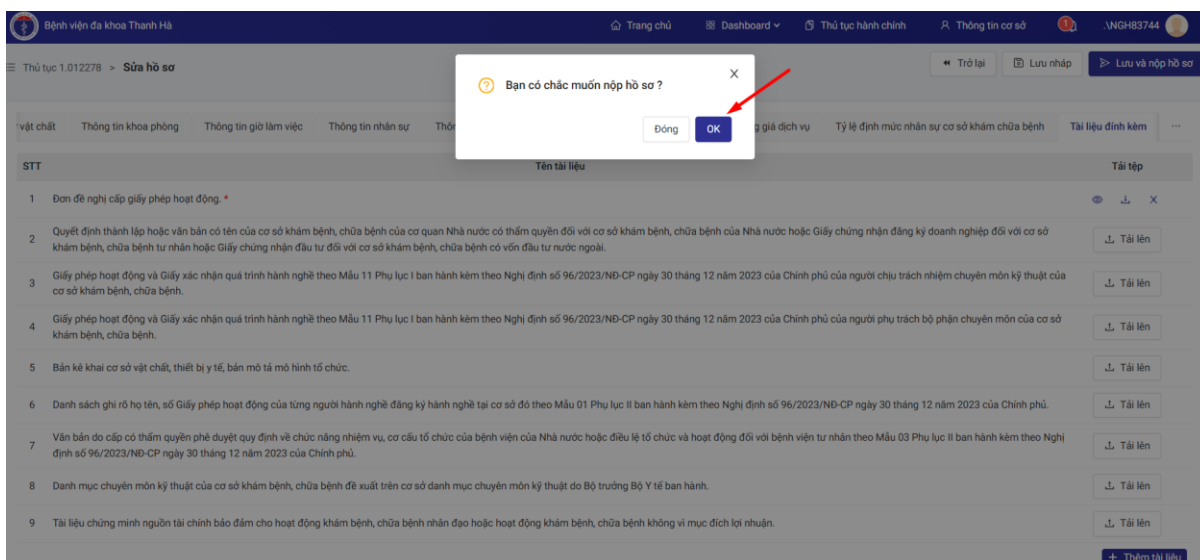 Bệnh viện đa khoa Thanh Hà
Trang chủ
Dashboard
Thủ tục hành chính
Thông tin cơ sở
1
.\NGH83744
Thủ tục 1.012278 > Sửa hồ sơ
Trở lại
Lưu nháp
Lưu và nộp hồ sơ
Bạn có chắc muốn nộp hồ sơ ?
Đóng
OK
vật chất
Thông tin khoa phòng
Thông tin giờ làm việc
Thông tin nhân sự
giá dịch vụ
Tỷ lệ định mức nhân sự cơ sở khám chữa bệnh
Tài liệu đính kèm
STT
Tên tài liệu
Tải tệp
1 Đơn đề nghị cấp giấy phép hoạt động. *
2 Quyết định thành lập hoặc văn bản có tên của cơ sở khám bệnh, chữa bệnh của cơ quan Nhà nước có thẩm quyền đối với cơ sở khám bệnh, chữa bệnh của Nhà nước hoặc Giấy chứng nhận đăng ký doanh nghiệp đối với cơ sở
khám bệnh, chữa bệnh tư nhân hoặc Giấy chứng nhận đầu tư đối với cơ sở khám bệnh, chữa bệnh có vốn đầu tư nước ngoài.
Tải lên
3 Giấy phép hoạt động và Giấy xác nhận quá trình hành nghề theo Mẫu 11 Phụ lục I ban hành kèm theo Nghị định số 96/2023/NĐ-CP ngày 30 tháng 12 năm 2023 của Chính phủ của người chịu trách nhiệm chuyên môn kỹ thuật của
cơ sở khám bệnh, chữa bệnh.
Tải lên
4 Giấy phép hoạt động và Giấy xác nhận quá trình hành nghề theo Mẫu 11 Phụ lục I ban hành kèm theo Nghị định số 96/2023/NĐ-CP ngày 30 tháng 12 năm 2023 của Chính phủ của người phụ trách bộ phận chuyên môn của cơ sở
khám bệnh, chữa bệnh.
Tải lên
5 Bản kê khai cơ sở vật chất, thiết bị y tế, bản mô tả mô hình tổ chức.
Tải lên
6 Danh sách ghi rõ họ tên, số Giấy phép hoạt động của từng người hành nghề đăng ký hành nghề tại cơ sở đó theo Mẫu 01 Phụ lục II ban hành kèm theo Nghị định số 96/2023/NĐ-CP ngày 30 tháng 12 năm 2023 của Chính phủ.
Tải lên
7 Văn bản do cấp có thẩm quyền phê duyệt quy định về chức năng nhiệm vụ, cơ cấu tổ chức của bệnh viện của Nhà nước hoặc điều lệ tổ chức và hoạt động đối với bệnh viện tư nhân theo Mẫu 03 Phụ lục II ban hành kèm theo Nghị
định số 96/2023/NĐ-CP ngày 30 tháng 12 năm 2023 của Chính phủ.
Tải lên
8 Danh mục chuyên môn kỹ thuật của cơ sở khám bệnh, chữa bệnh đề xuất trên cơ sở danh mục chuyên môn kỹ thuật do Bộ trưởng Bộ Y tế ban hành.
Tải lên
9 Tài liệu chứng minh nguồn tài chính bảo đảm cho hoạt động khám bệnh, chữa bệnh nhân đạo hoặc hoạt động khám bệnh, chữa bệnh không vì mục đích lợi nhuận.
Tải lên
+ Thêm tài liệu